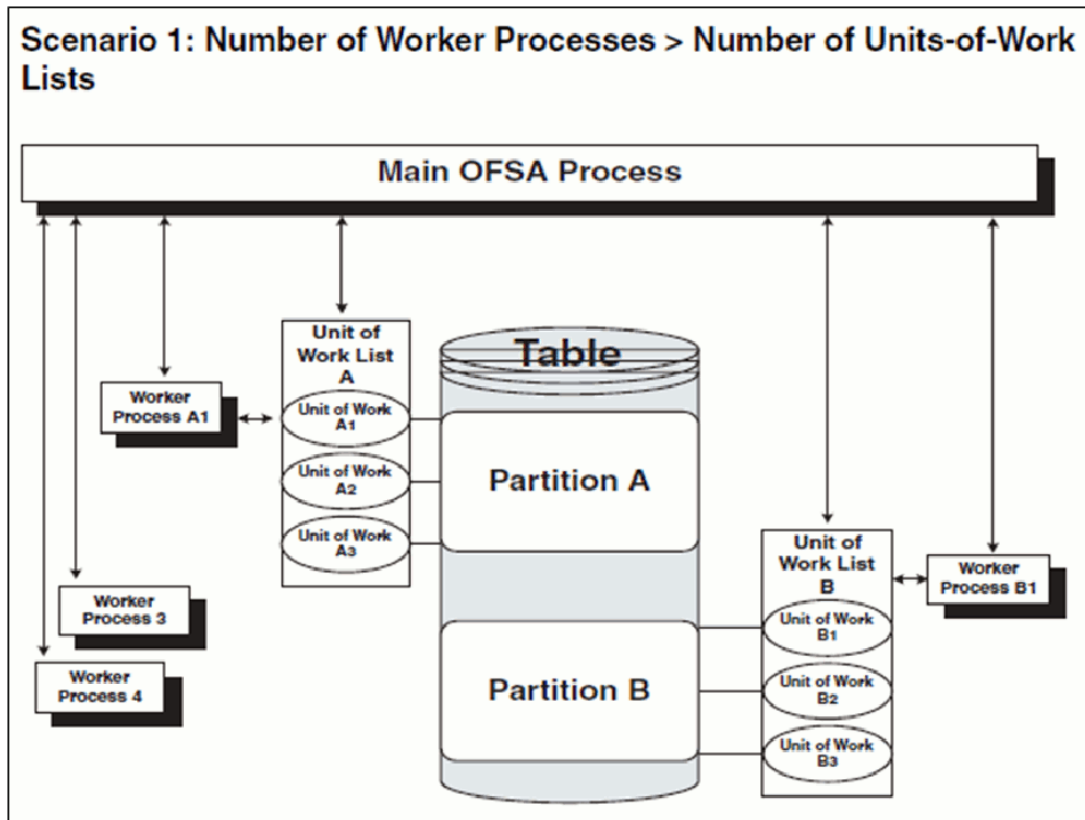 Scenario 1: Number of Worker Processes > Number of Units-of-Work
Lists
Main OFSA Process
Unit of
Work List
A
Table
Worker
Process A1
Unit of Work
A1
Unit of Work
A2
Unit of Work
A3
Partition A
Unit of
Work List
B
Worker
Process B1
Worker
Process 3
Unit of Work
B1
Worker
Process 4
Partition B
Unit of Work
B2
Unit of Work
B3